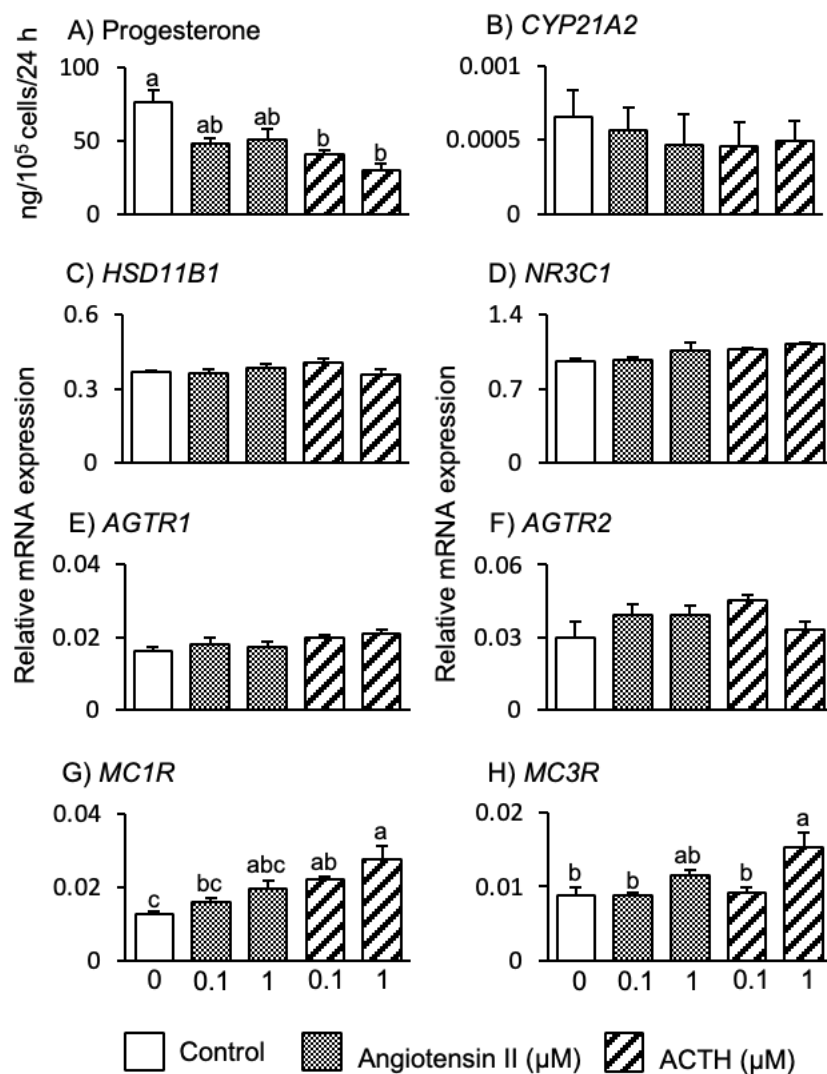 A) Progesterone
ng/10⁵ cells/24 h
100
50
0
a
ab
ab
b
b
B) CYP21A2
0.001
0.0005
0
C) HSD11B1
0.6
0.3
0
D) NR3C1
1.4
0.7
0
Relative mRNA expression
Relative mRNA expression
E) AGTR1
0.04
0.02
0
F) AGTR2
0.06
0.03
0
G) MC1R
0.04
0.02
0
c
bc
abc
ab
a
0 0.1 1 0.1 1
H) MC3R
0.02
0.01
0
b
b
ab
b
a
0 0.1 1 0.1 1
Control Angiotensin II (μM) ACTH (μM)